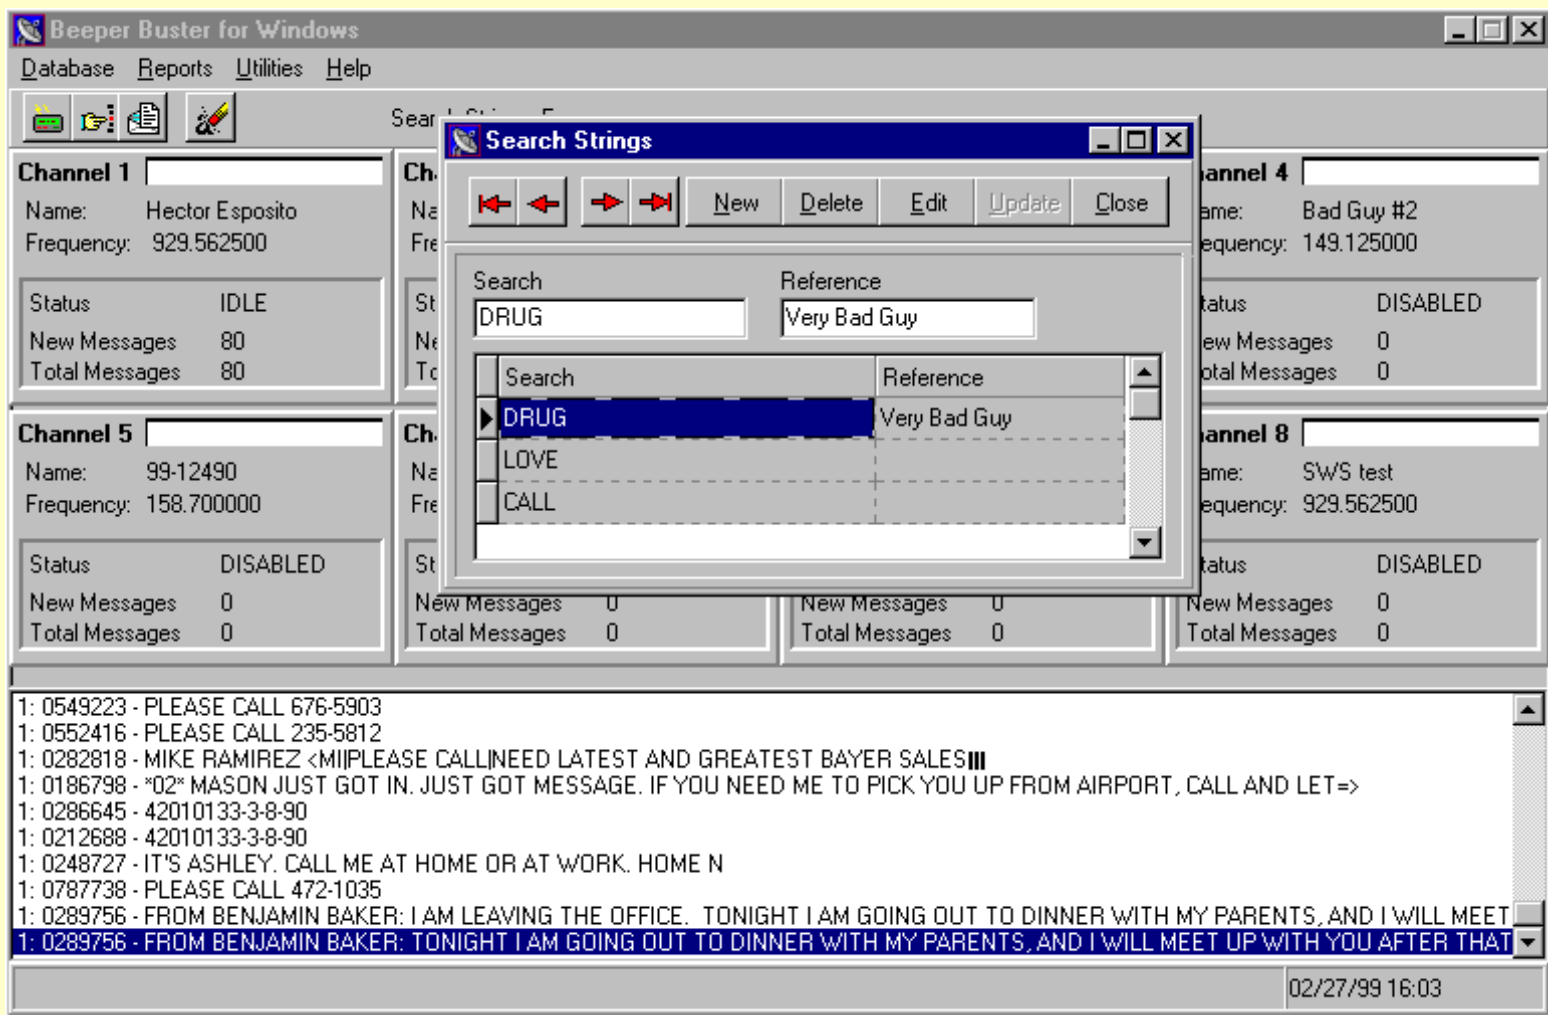 Beeper Buster for Windows
Database Reports Utilities Help
Search Strings
New Delete Edit Update Close
Search Reference
DRUG Very Bad Guy
Search Reference
DRUG Very Bad Guy
LOVE
CALL
Channel 1
Name: Hector Esposito
Frequency: 929.562500
Status IDLE
New Messages 80
Total Messages 80
Bad Guy #2
149.125000
DISABLED
0
0
Channel 5
Name: 99-12490
Frequency: 158.700000
Status DISABLED
New Messages 0
Total Messages 0
New Messages 0
Total Messages 0
New Messages 0
Total Messages 0
SWS test
929.562500
DISABLED
New Messages 0
Total Messages 0
1: 0549223 - PLEASE CALL 676-5903
1: 0552416 - PLEASE CALL 235-5812
1: 0282818 - MIKE RAMIREZ <MI|PLEASE CALL|NEED LATEST AND GREATEST BAYER SALES|||
1: 0186798 - *02* MASON JUST GOT IN. JUST GOT MESSAGE. IF YOU NEED ME TO PICK YOU UP FROM AIRPORT, CALL AND LET=>
1: 0286645 - 42010133-3-8-90
1: 0212688 - 42010133-3-8-90
1: 0248727 - IT'S ASHLEY. CALL ME AT HOME OR AT WORK. HOME N
1: 0787738 - PLEASE CALL 472-1035
1: 0289756 - FROM BENJAMIN BAKER: I AM LEAVING THE OFFICE. TONIGHT I AM GOING OUT TO DINNER WITH MY PARENTS, AND I WILL MEET
1: 0289756 - FROM BENJAMIN BAKER: TONIGHT I AM GOING OUT TO DINNER WITH MY PARENTS, AND I WILL MEET UP WITH YOU AFTER THAT
02/27/99 16:03